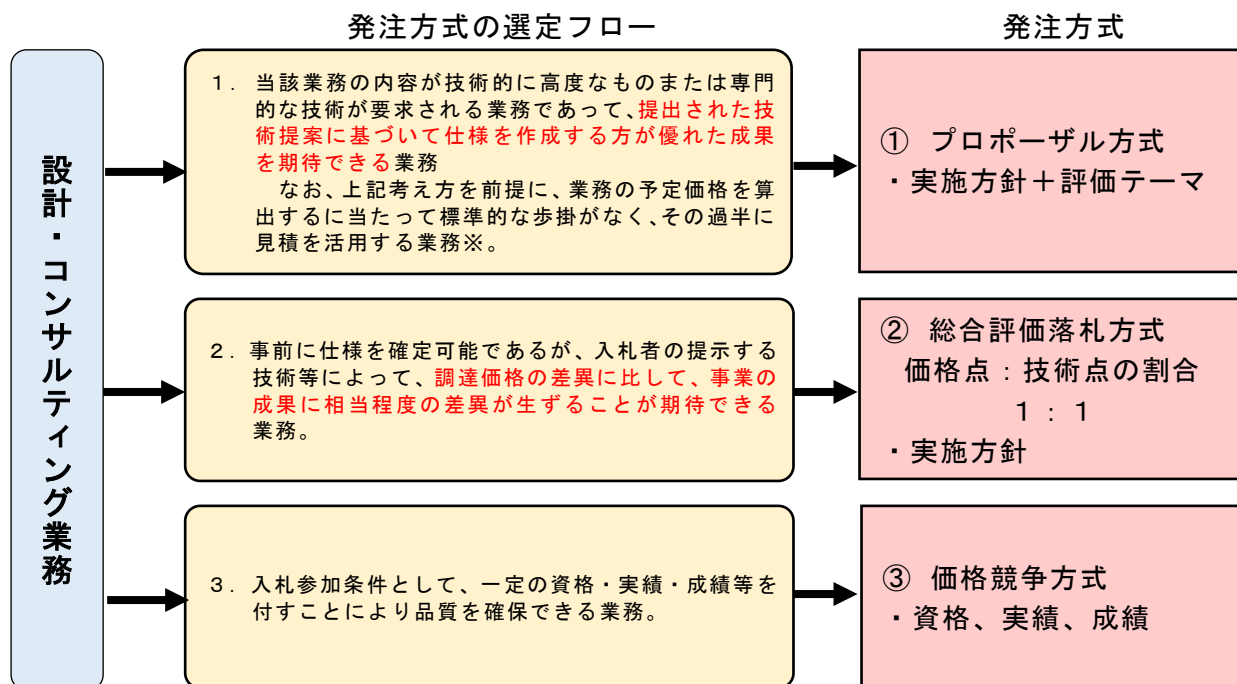 発注方式の選定フロー
発注方式
設計・コンサルティング業務
１．当該業務の内容が技術的に高度なものまたは専門
的な技術が要求される業務であって、提出された技
術提案に基づいて仕様を作成する方が優れた成果
を期待できる業務
なお、上記考え方を前提に、業務の予定価格を算
出するに当たって標準的な歩掛がなく、その過半に
見積を活用する業務※。
① プロポーザル方式
・実施方針＋評価テーマ
２．事前に仕様を確定可能であるが、入札者の提示する
技術等によって、調達価格の差異に比して、事業の
成果に相当程度の差異が生ずることが期待できる
業務。
② 総合評価落札方式
価格点：技術点の割合
１：１
・実施方針
３．入札参加条件として、一定の資格・実績・成績等を
付すことにより品質を確保できる業務。
③ 価格競争方式
・資格、実績、成績